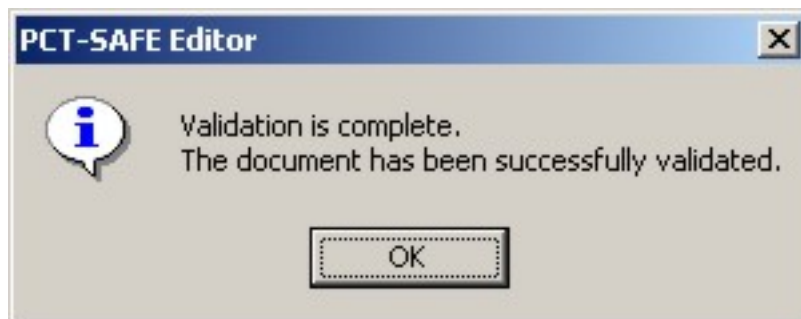 PCT-SAFE Editor
Validation is complete.
The document has been successfully validated.
OK